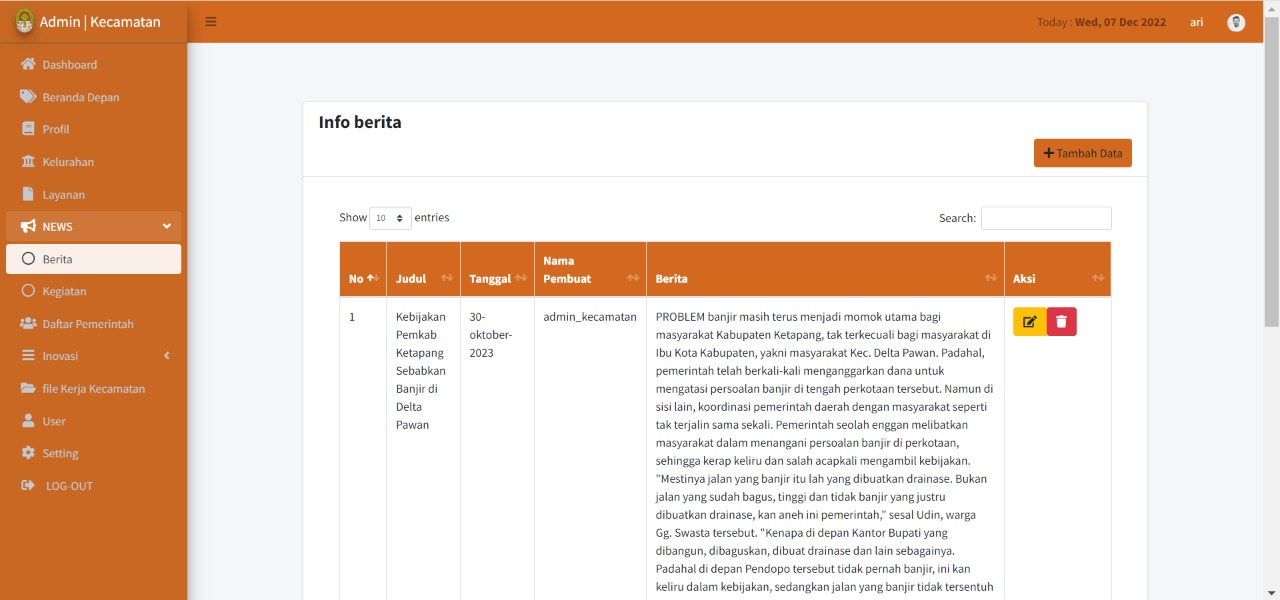 Admin | Kecamatan
Today : Wed, 07 Dec 2022
ari
Dashboard
Beranda Depan
Profil
Kelurahan
Layanan
NEWS
Berita
Kegiatan
Daftar Pemerintah
Inovasi
file Kerja Kecamatan
User
Setting
LOG-OUT
Info berita
Tambah Data
Show 10 entries
Search:
No
Judul
Tanggal
Nama
Pembuat
Berita
Aksi
1
Kebijakan
Pemkab
Ketapang
Sebabkan
Banjir di
Delta
Pawan
30-
oktober-
2023
admin_kecamatan
PROBLEM banjir masih terus menjadi momok utama bagi
masyarakat Kabupaten Ketapang, tak terkecuali bagi masyarakat di
Ibu Kota Kabupaten, yakni masyarakat Kec. Delta Pawan. Padahal,
pemerintah telah berkali-kali menganggarkan dana untuk
mengatasi persoalan banjir di tengah perkotaan tersebut. Namun di
sisi lain, koordinasi pemerintah daerah dengan masyarakat seperti
tak terjalin sama sekali. Pemerintah seolah enggan melibatkan
masyarakat dalam menangani persoalan banjir di perkotaan,
sehingga kerap keliru dan salah acapkali mengambil kebijakan.
"Mestinya jalan yang banjir itu lah yang dibuatkan drainase. Bukan
jalan yang sudah bagus, tinggi dan tidak banjir yang justru
dibuatkan drainase, kan aneh ini pemerintah," sesal Udin, warga
Gg. Swasta tersebut. "Kenapa di depan Kantor Bupati yang
dibangun, dibaguskan, dibuat drainase dan lain sebagainya.
Padahal di depan Pendopo tersebut tidak pernah banjir, ini kan
keliru dalam kebijakan, sedangkan jalan yang banjir tidak tersentuh